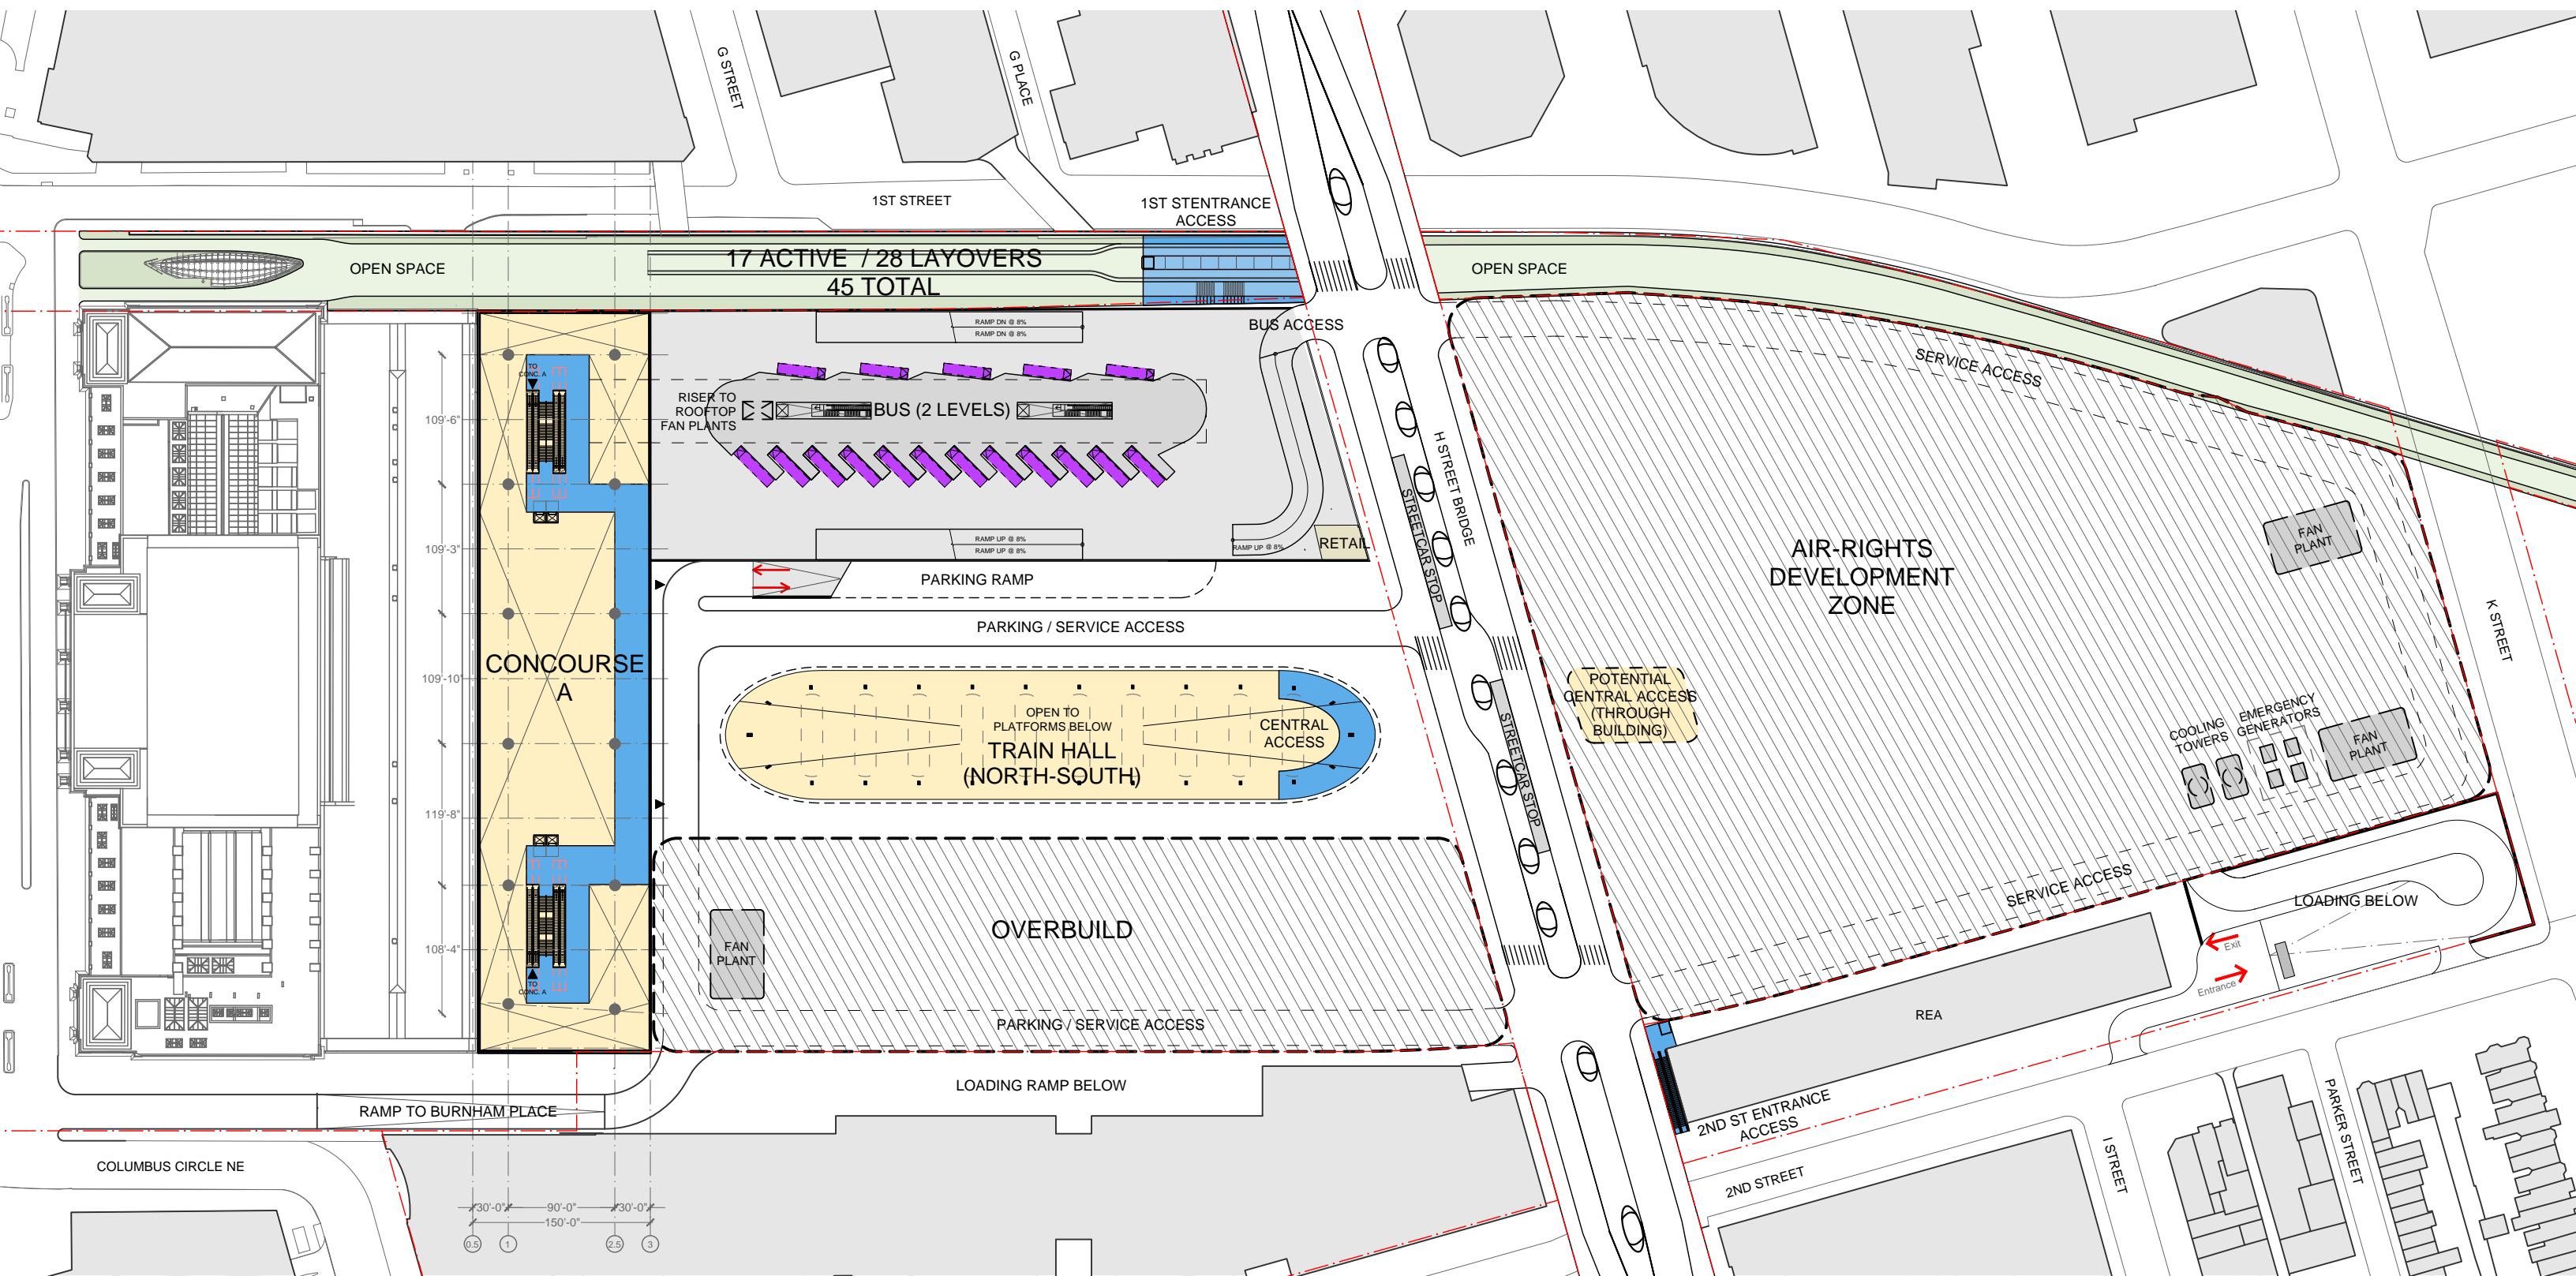 G STREET
G PLACE
1ST STREET
1ST STENTRANCE
ACCESS
OPEN SPACE
17 ACTIVE / 28 LAYOVERS
45 TOTAL
OPEN SPACE
BUS ACCESS
RAMP DN @ 8%
RAMP DN @ 8%
SERVICE ACCESS
TO
CONC. A
RISER TO
ROOFTOP
FAN PLANTS
BUS (2 LEVELS)
H STREET BRIDGE
STREETCAR STOP
109'-6"
109'-3"
109'-10"
119'-8"
108'-4"
RAMP UP @ 8%
RAMP UP @ 8%
RAMP UP @ 8%
RETAIL
PARKING RAMP
PARKING / SERVICE ACCESS
AIR-RIGHTS
DEVELOPMENT
ZONE
FAN
PLANT
K STREET
CONCOURSE
A
OPEN TO
PLATFORMS BELOW
TRAIN HALL
(NORTH-SOUTH)
CENTRAL
ACCESS
STREETCAR STOP
POTENTIAL
CENTRAL ACCESS
(THROUGH
BUILDING)
COOLING
TOWERS
EMERGENCY
GENERATORS
FAN
PLANT
OVERBUILD
FAN
PLANT
SERVICE ACCESS
LOADING BELOW
Exit
Entrance
TO
CONC. A
PARKING / SERVICE ACCESS
REA
LOADING RAMP BELOW
RAMP TO BURNHAM PLACE
2ND ST ENTRANCE
ACCESS
COLUMBUS CIRCLE NE
2ND STREET
I STREET
PARKER STREET
30'-0"
90'-0"
30'-0"
150'-0"
0.5
1
2.5
3